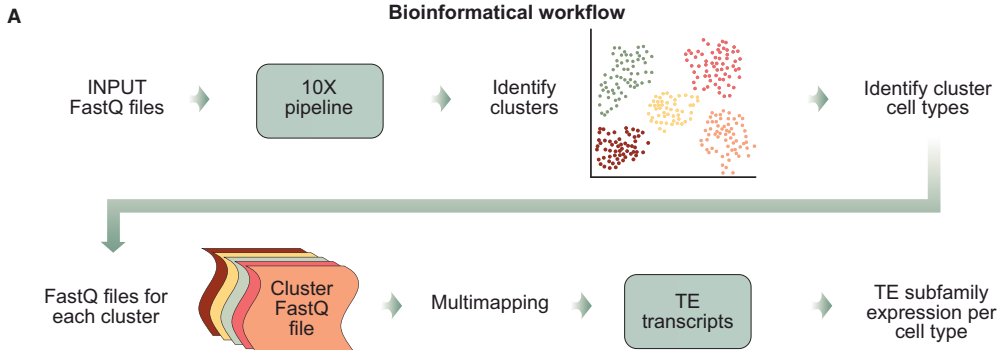 A
Bioinformatical workflow
INPUT
FastQ files
10X
pipeline
Identify
clusters
Identify cluster
cell types
FastQ files for
each cluster
Cluster
FastQ
file
Multimapping
TE
transcripts
TE subfamily
expression per
cell type